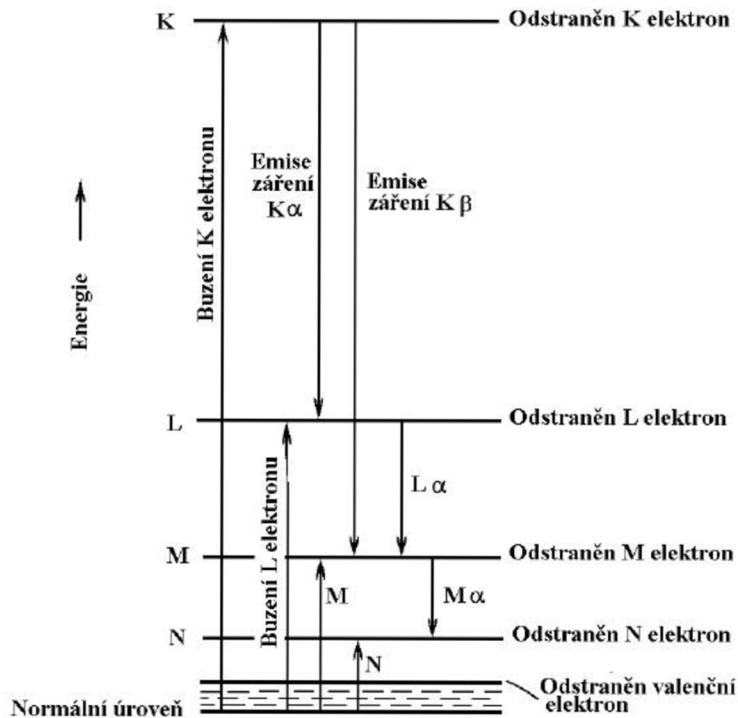 K
Odstraněn K elektron
Buzení K elektronu
Emise
záření
Kα
Emise
záření K β
Energie
L
Odstraněn L elektron
Buzení L elektronu
L α
M
Odstraněn M elektron
M
M α
N
Odstraněn N elektron
N
Odstraněn valenční
elektron
Normální úroveň